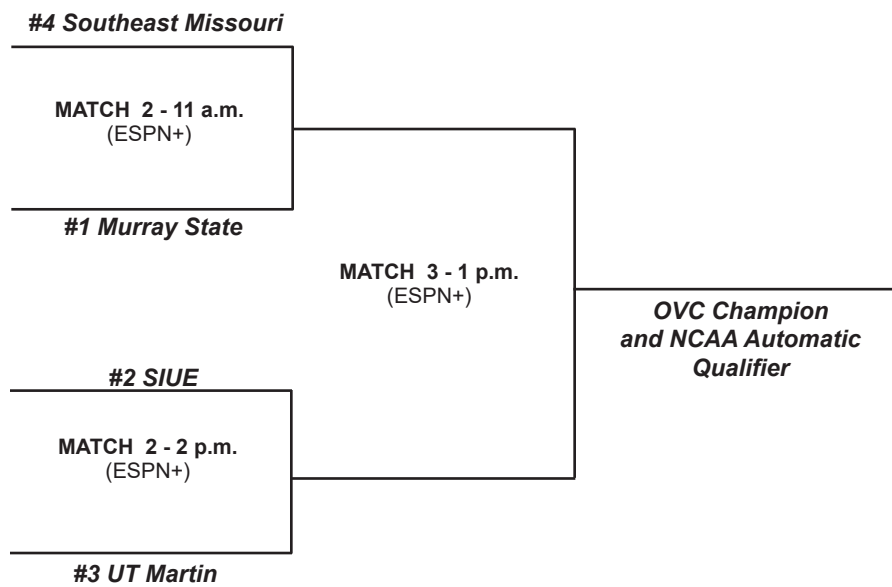 #4 Southeast Missouri
MATCH 2 - 11 a.m.
(ESPN+)
#1 Murray State
MATCH 3 - 1 p.m.
(ESPN+)
OVC Champion
and NCAA Automatic
Qualifier
#2 SIUE
MATCH 2 - 2 p.m.
(ESPN+)
#3 UT Martin